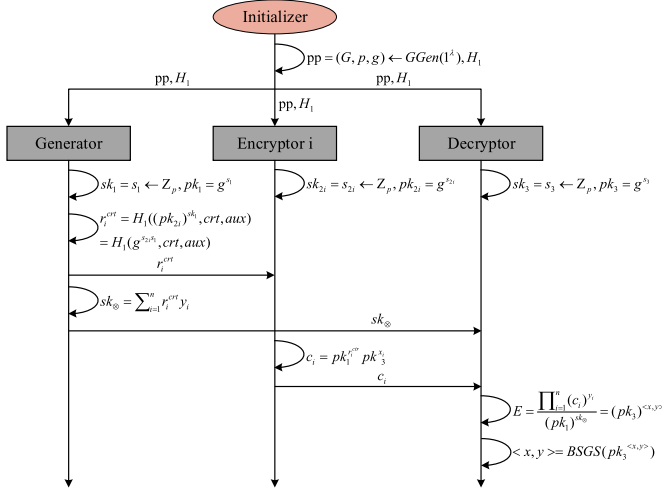 Initializer
pp = (G, p, g) ← GGen(1^λ), H_1
pp, H_1
pp, H_1
pp, H_1
Generator
Encryptor i
Decryptor
sk_1 = s_1 ← Z_p, pk_1 = g^{s_1}
sk_{2i} = s_{2i} ← Z_p, pk_{2i} = g^{s_{2i}}
sk_3 = s_3 ← Z_p, pk_3 = g^{s_3}
r_i^{crt} = H_1((pk_{2i})^{sk_1}, crt, aux)
= H_1(g^{s_{2i}s_1}, crt, aux)
r_i^{crt}
sk_⊗ = ∑_{i=1}^{n} r_i^{crt} y_i
sk_⊗
c_i = pk_1^{r_i^{ctr}} pk_3^{x_i}
c_i
E = ∏_{i=1}^{n} (c_i)^{y_i} / (pk_1)^{sk_⊗} = (pk_3)^{<x,y>}
< x, y >= BSGS(pk_3^{<x,y>})